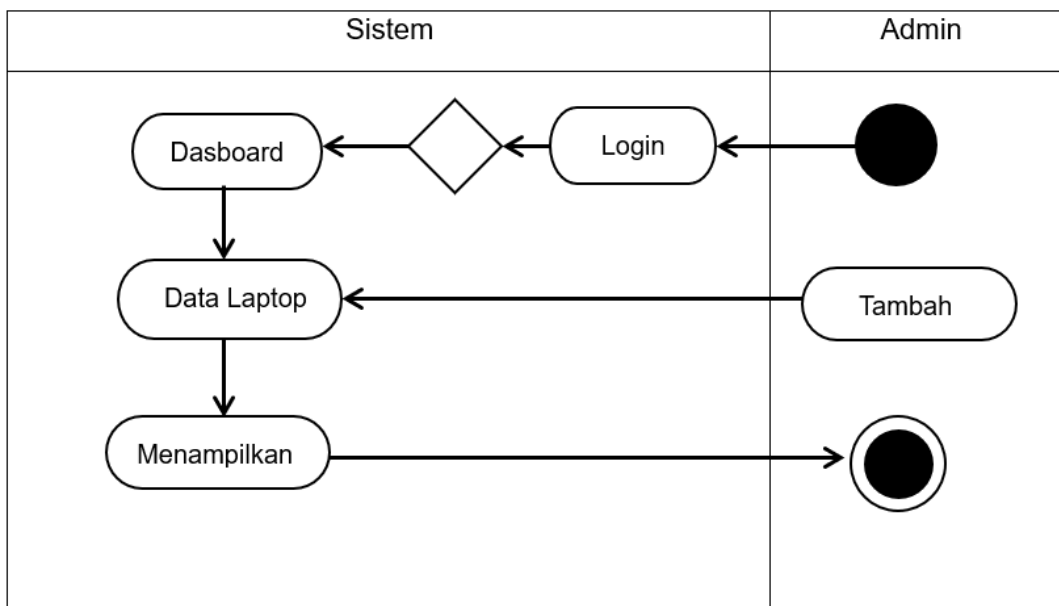 Sistem
Admin
Dasboard
Login
Data Laptop
Tambah
Menampilkan